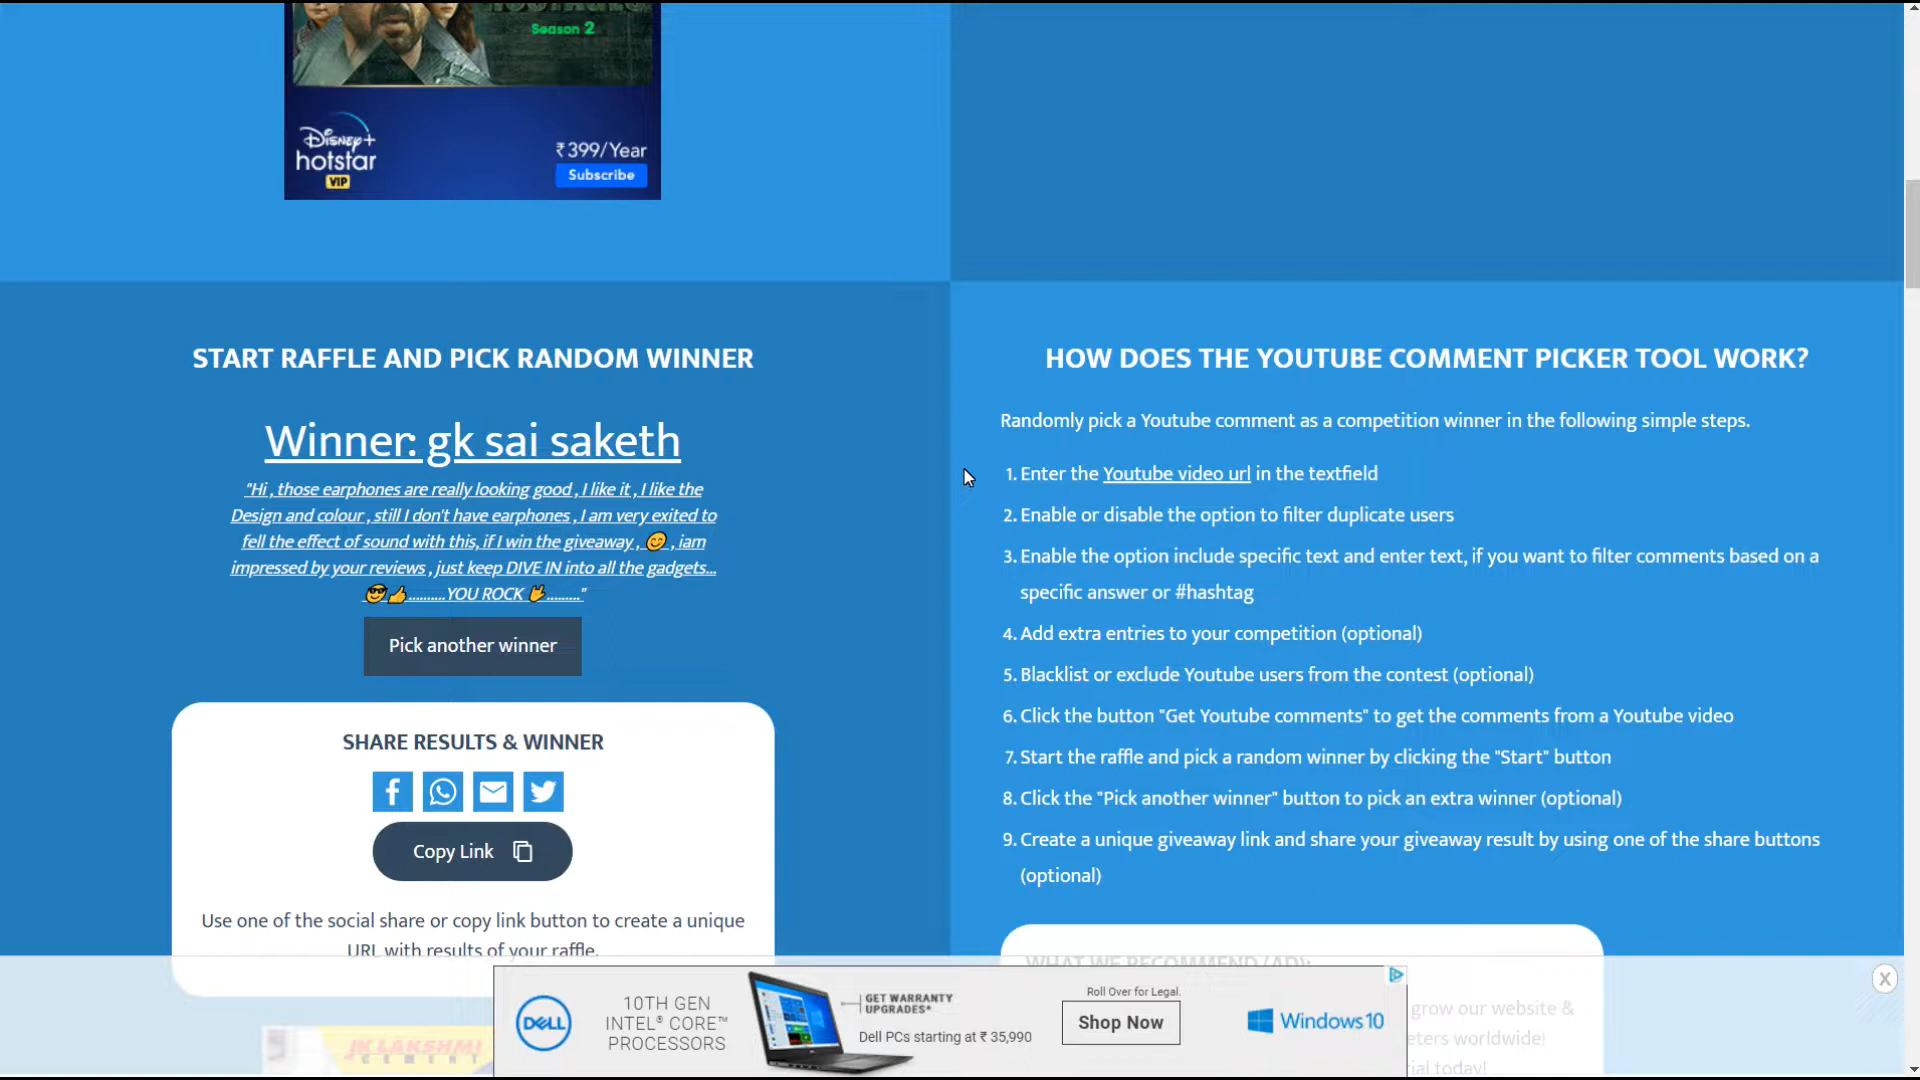 Season 2
Disney+
hotstar
VIP
₹399/Year
Subscribe
START RAFFLE AND PICK RANDOM WINNER
Winner: gk sai saketh
"Hi , those earphones are really looking good , I like it , I like the
Design and colour , still I don't have earphones , I am very exited to
fell the effect of sound with this, if I win the giveaway , 😊 , iam
impressed by your reviews , just keep DIVE IN into all the gadgets...
😎👍..........YOU ROCK 🤘........."
Pick another winner
SHARE RESULTS & WINNER
Copy Link
Use one of the social share or copy link button to create a unique
URL with results of your raffle.
HOW DOES THE YOUTUBE COMMENT PICKER TOOL WORK?
Randomly pick a Youtube comment as a competition winner in the following simple steps.
1. Enter the Youtube video url in the textfield
2. Enable or disable the option to filter duplicate users
3. Enable the option include specific text and enter text, if you want to filter comments based on a
specific answer or #hashtag
4. Add extra entries to your competition (optional)
5. Blacklist or exclude Youtube users from the contest (optional)
6. Click the button "Get Youtube comments" to get the comments from a Youtube video
7. Start the raffle and pick a random winner by clicking the "Start" button
8. Click the "Pick another winner" button to pick an extra winner (optional)
9. Create a unique giveaway link and share your giveaway result by using one of the share buttons
(optional)
WHAT WE RECOMMEND (AD):
grow our website &
eters worldwide!
ial today!
JK LAKSHMI
CEMENT
DELL
10TH GEN
INTEL® CORE™
PROCESSORS
GET WARRANTY
UPGRADES*
Dell PCs starting at ₹ 35,990
Roll Over for Legal.
Shop Now
Windows 10
X